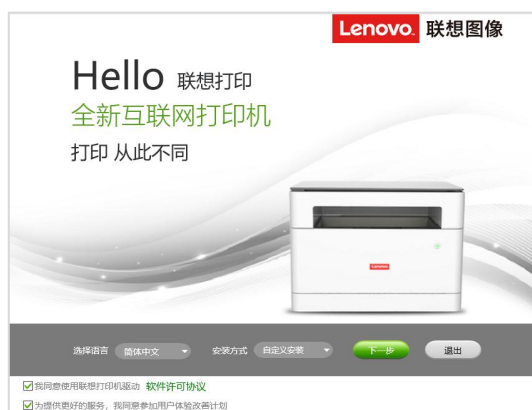 Lenovo. 联想图像
Hello 联想打印
全新互联网打印机
打印 从此不同
Lenovo
选择语言 简体中文 安装方式 自定义安装 下一步 退出
我同意使用联想打印机驱动 软件许可协议
为提供更好的服务，我同意参加用户体验改善计划